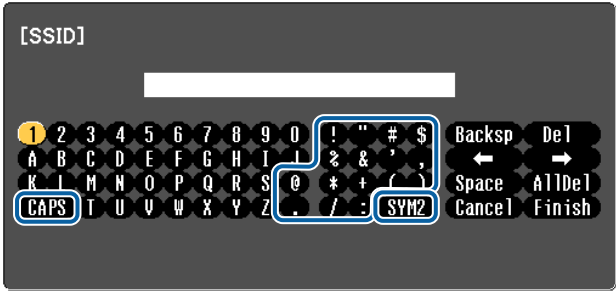 [SSID]
1 2 3 4 5 6 7 8 9 0 ! " # $ Backsp Del
A B C D E F G H I J % & ' , ← →
K L M N O P Q R S @ * + ( ) Space AllDel
CAPS T U V W X Y Z . / : SYM2 Cancel Finish